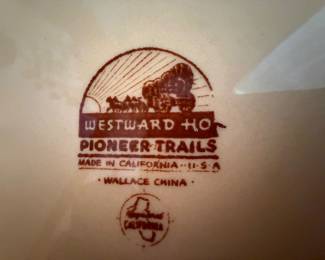 WESTWARD HO
PIONEER TRAILS
MADE IN CALIFORNIA · U·S·A
· WALLACE CHINA ·
CALIFORNIA